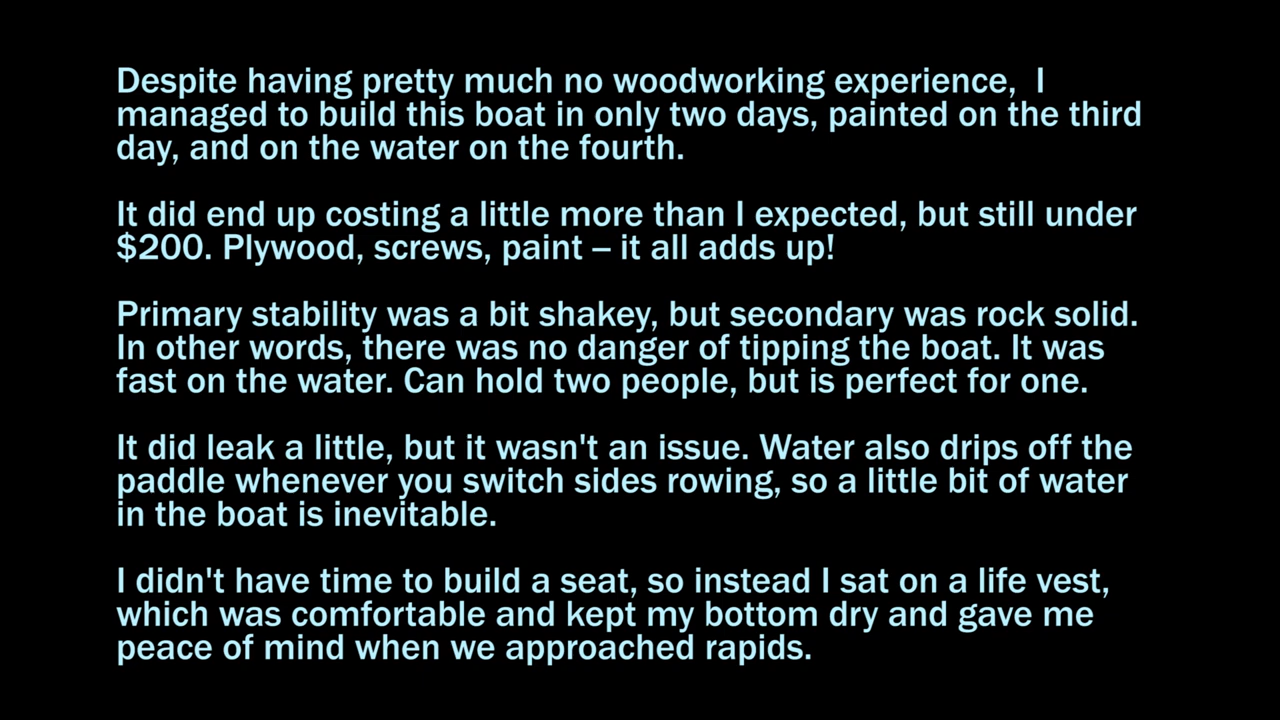 Despite having pretty much no woodworking experience,  I
managed to build this boat in only two days, painted on the third
day, and on the water on the fourth.
It did end up costing a little more than I expected, but still under
$200. Plywood, screws, paint – it all adds up!
Primary stability was a bit shakey, but secondary was rock solid.
In other words, there was no danger of tipping the boat. It was
fast on the water. Can hold two people, but is perfect for one.
It did leak a little, but it wasn't an issue. Water also drips off the
paddle whenever you switch sides rowing, so a little bit of water
in the boat is inevitable.
I didn't have time to build a seat, so instead I sat on a life vest,
which was comfortable and kept my bottom dry and gave me
peace of mind when we approached rapids.